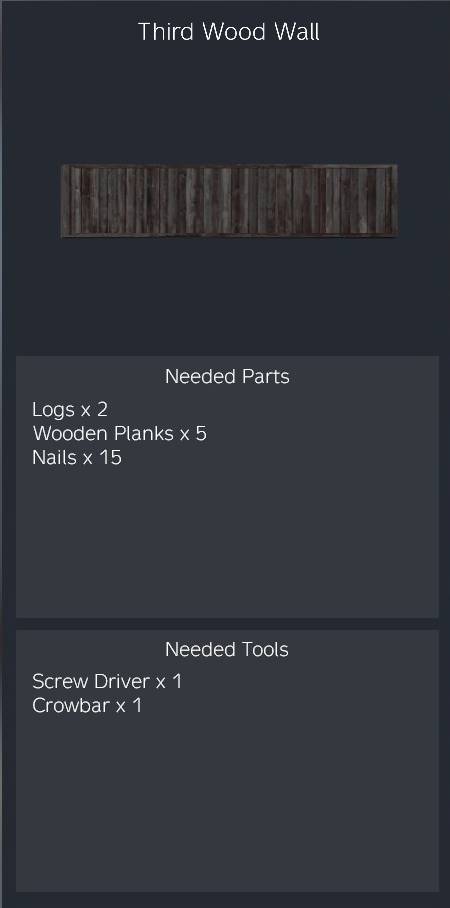 Third Wood Wall
Needed Parts
Logs x 2
Wooden Planks x 5
Nails x 15
Needed Tools
Screw Driver x 1
Crowbar x 1